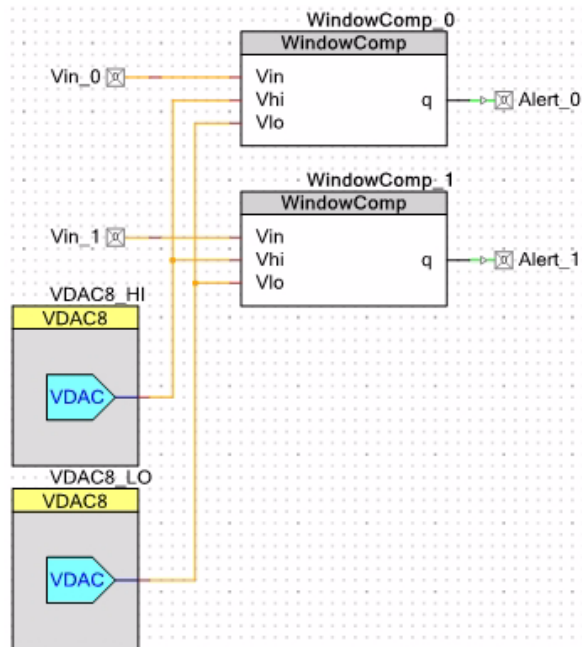 WindowComp_0
WindowComp
Vin_0
Vin
Vhi
q
Alert_0
Vlo
WindowComp_1
WindowComp
Vin_1
Vin
Vhi
q
Alert_1
Vlo
VDAC8_HI
VDAC8
VDAC
VDAC8_LO
VDAC8
VDAC